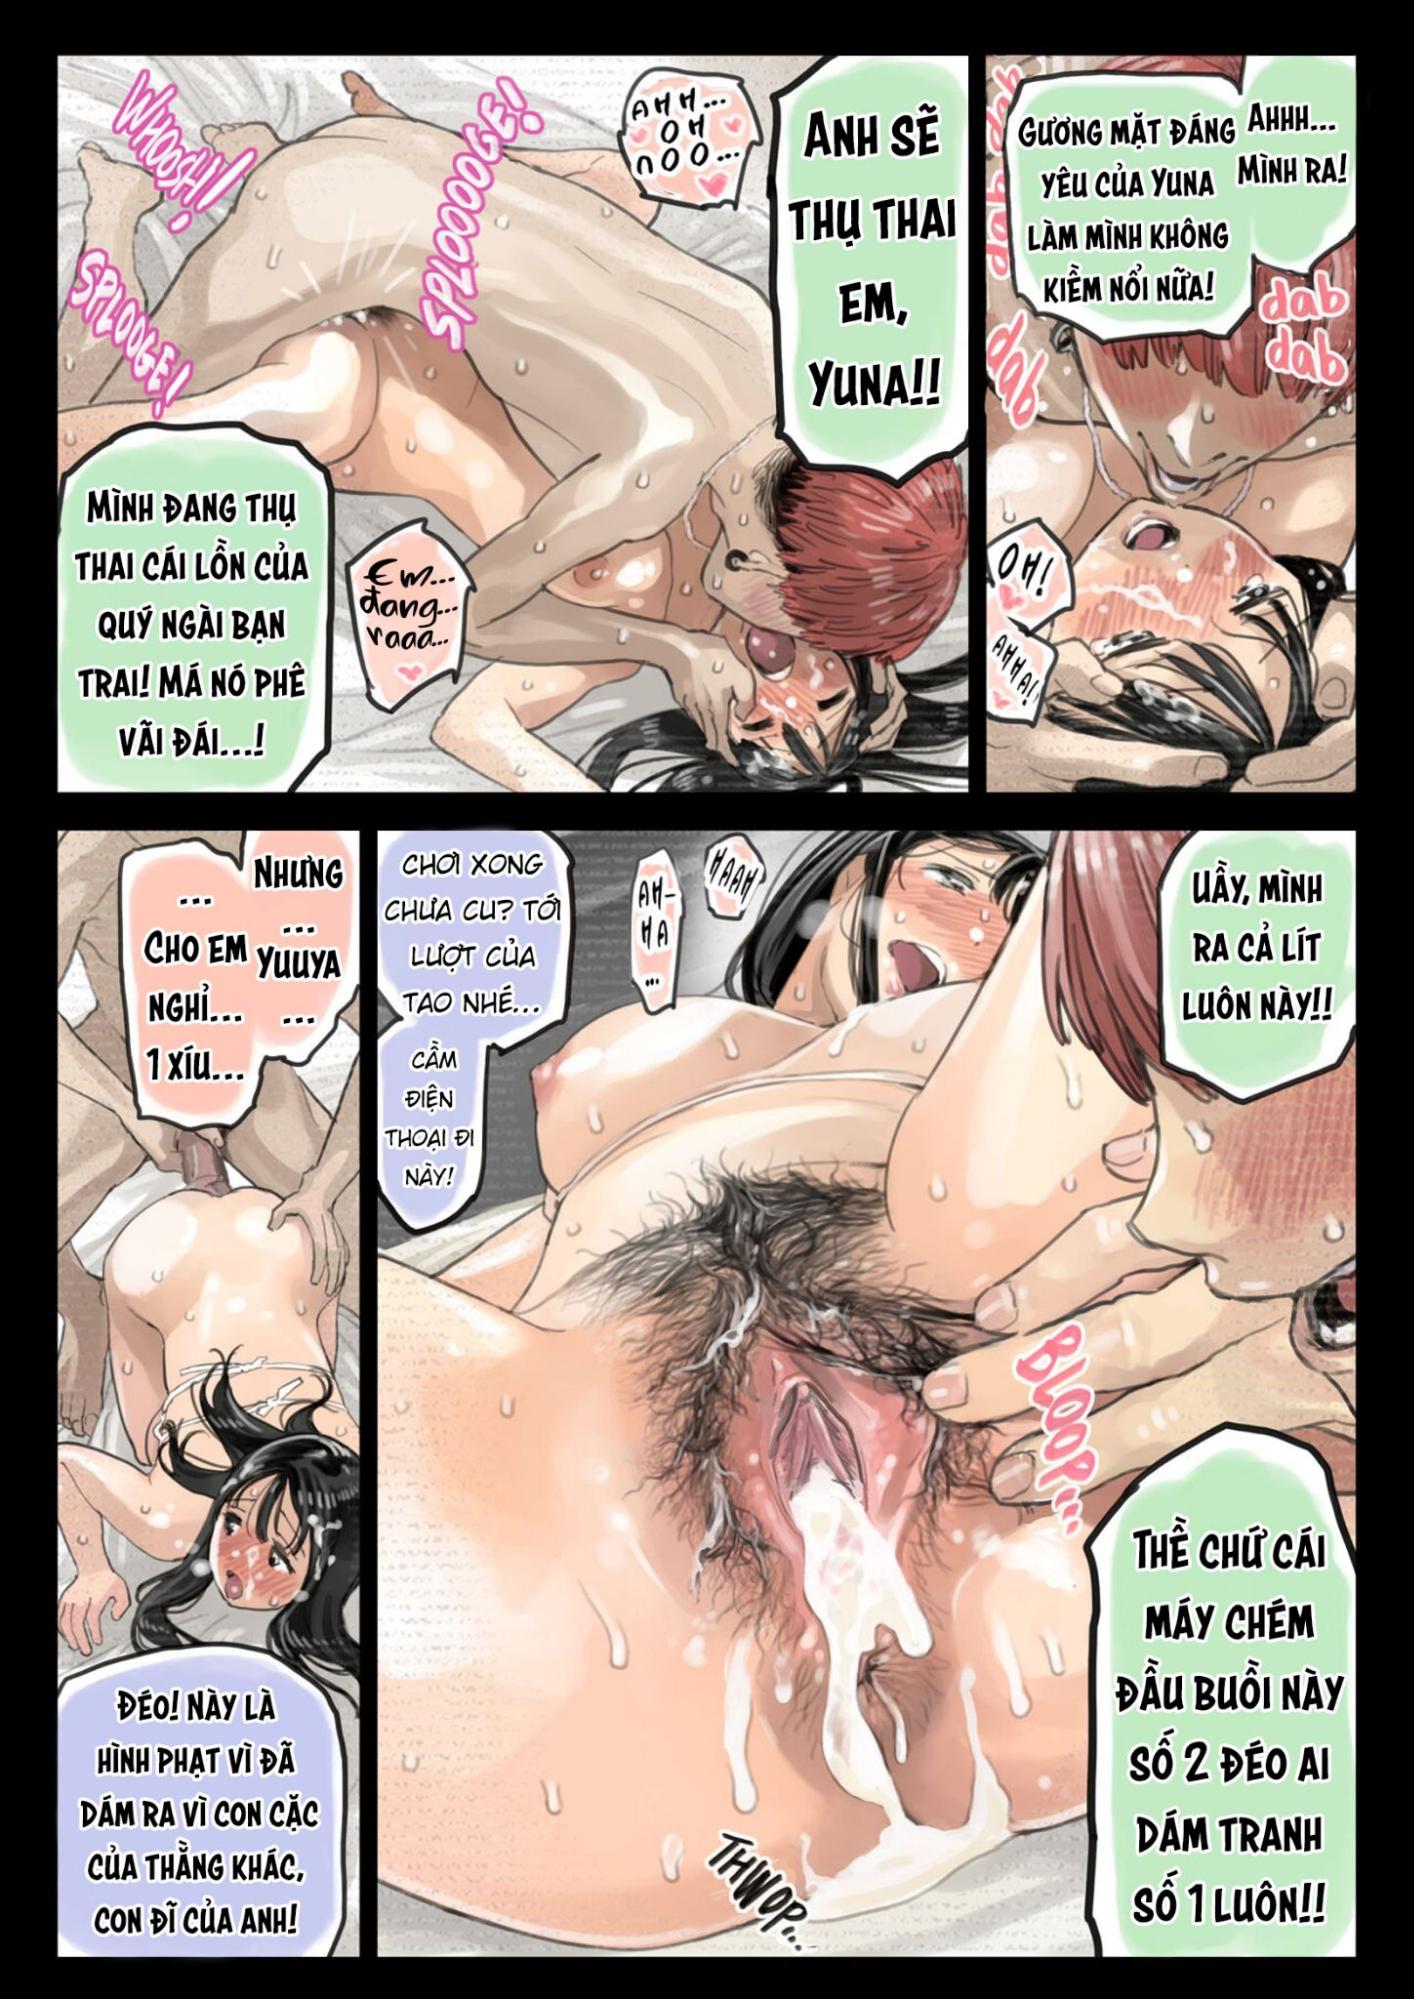 AHHH...
MÌNH RA!
GƯƠNG MẶT ĐÁNG
YÊU CỦA YUNA
LÀM MÌNH KHÔNG
KIỀM NỔI NỮA!
dab
dab
dab
dab
dab
OH!
AHHA!
ANH SẼ
THỤ THAI
EM,
YUNA!!
AHH...
OH
NOO...
SPLOOOOGE!
WHOOSH!
SPLOOGE!
Em...
đang...
raaa...
MÌNH ĐANG THỤ
THAI CÁI LỒN CỦA
QUÝ NGÀI BẠN
TRAI! MÁ NÓ PHÊ
VÃI ĐÁI...!
UẦY, MÌNH
RA CẢ LÍT
LUÔN NÀY!!
HAAH
AH-
HA
...
CHƠI XONG
CHƯA CU? TỚI
LƯỢT CỦA
TAO NHÉ...
CẦM
ĐIỆN
THOẠI ĐI
NÀY!
BLOOP...
THỀ CHỨ CÁI
MÁY CHÉM
ĐẦU BUỒI NÀY
SỐ 2 ĐÉO AI
DÁM TRANH
SỐ 1 LUÔN!!
THWOP...
NHƯNG
...
YUUYA
...
...
CHO EM
NGHỈ...
1 XÍU...
ĐÉO! NÀY LÀ
HÌNH PHẠT VÌ ĐÃ
DÁM RA VÌ CON CẶC
CỦA THẰNG KHÁC,
CON ĐĨ CỦA ANH!